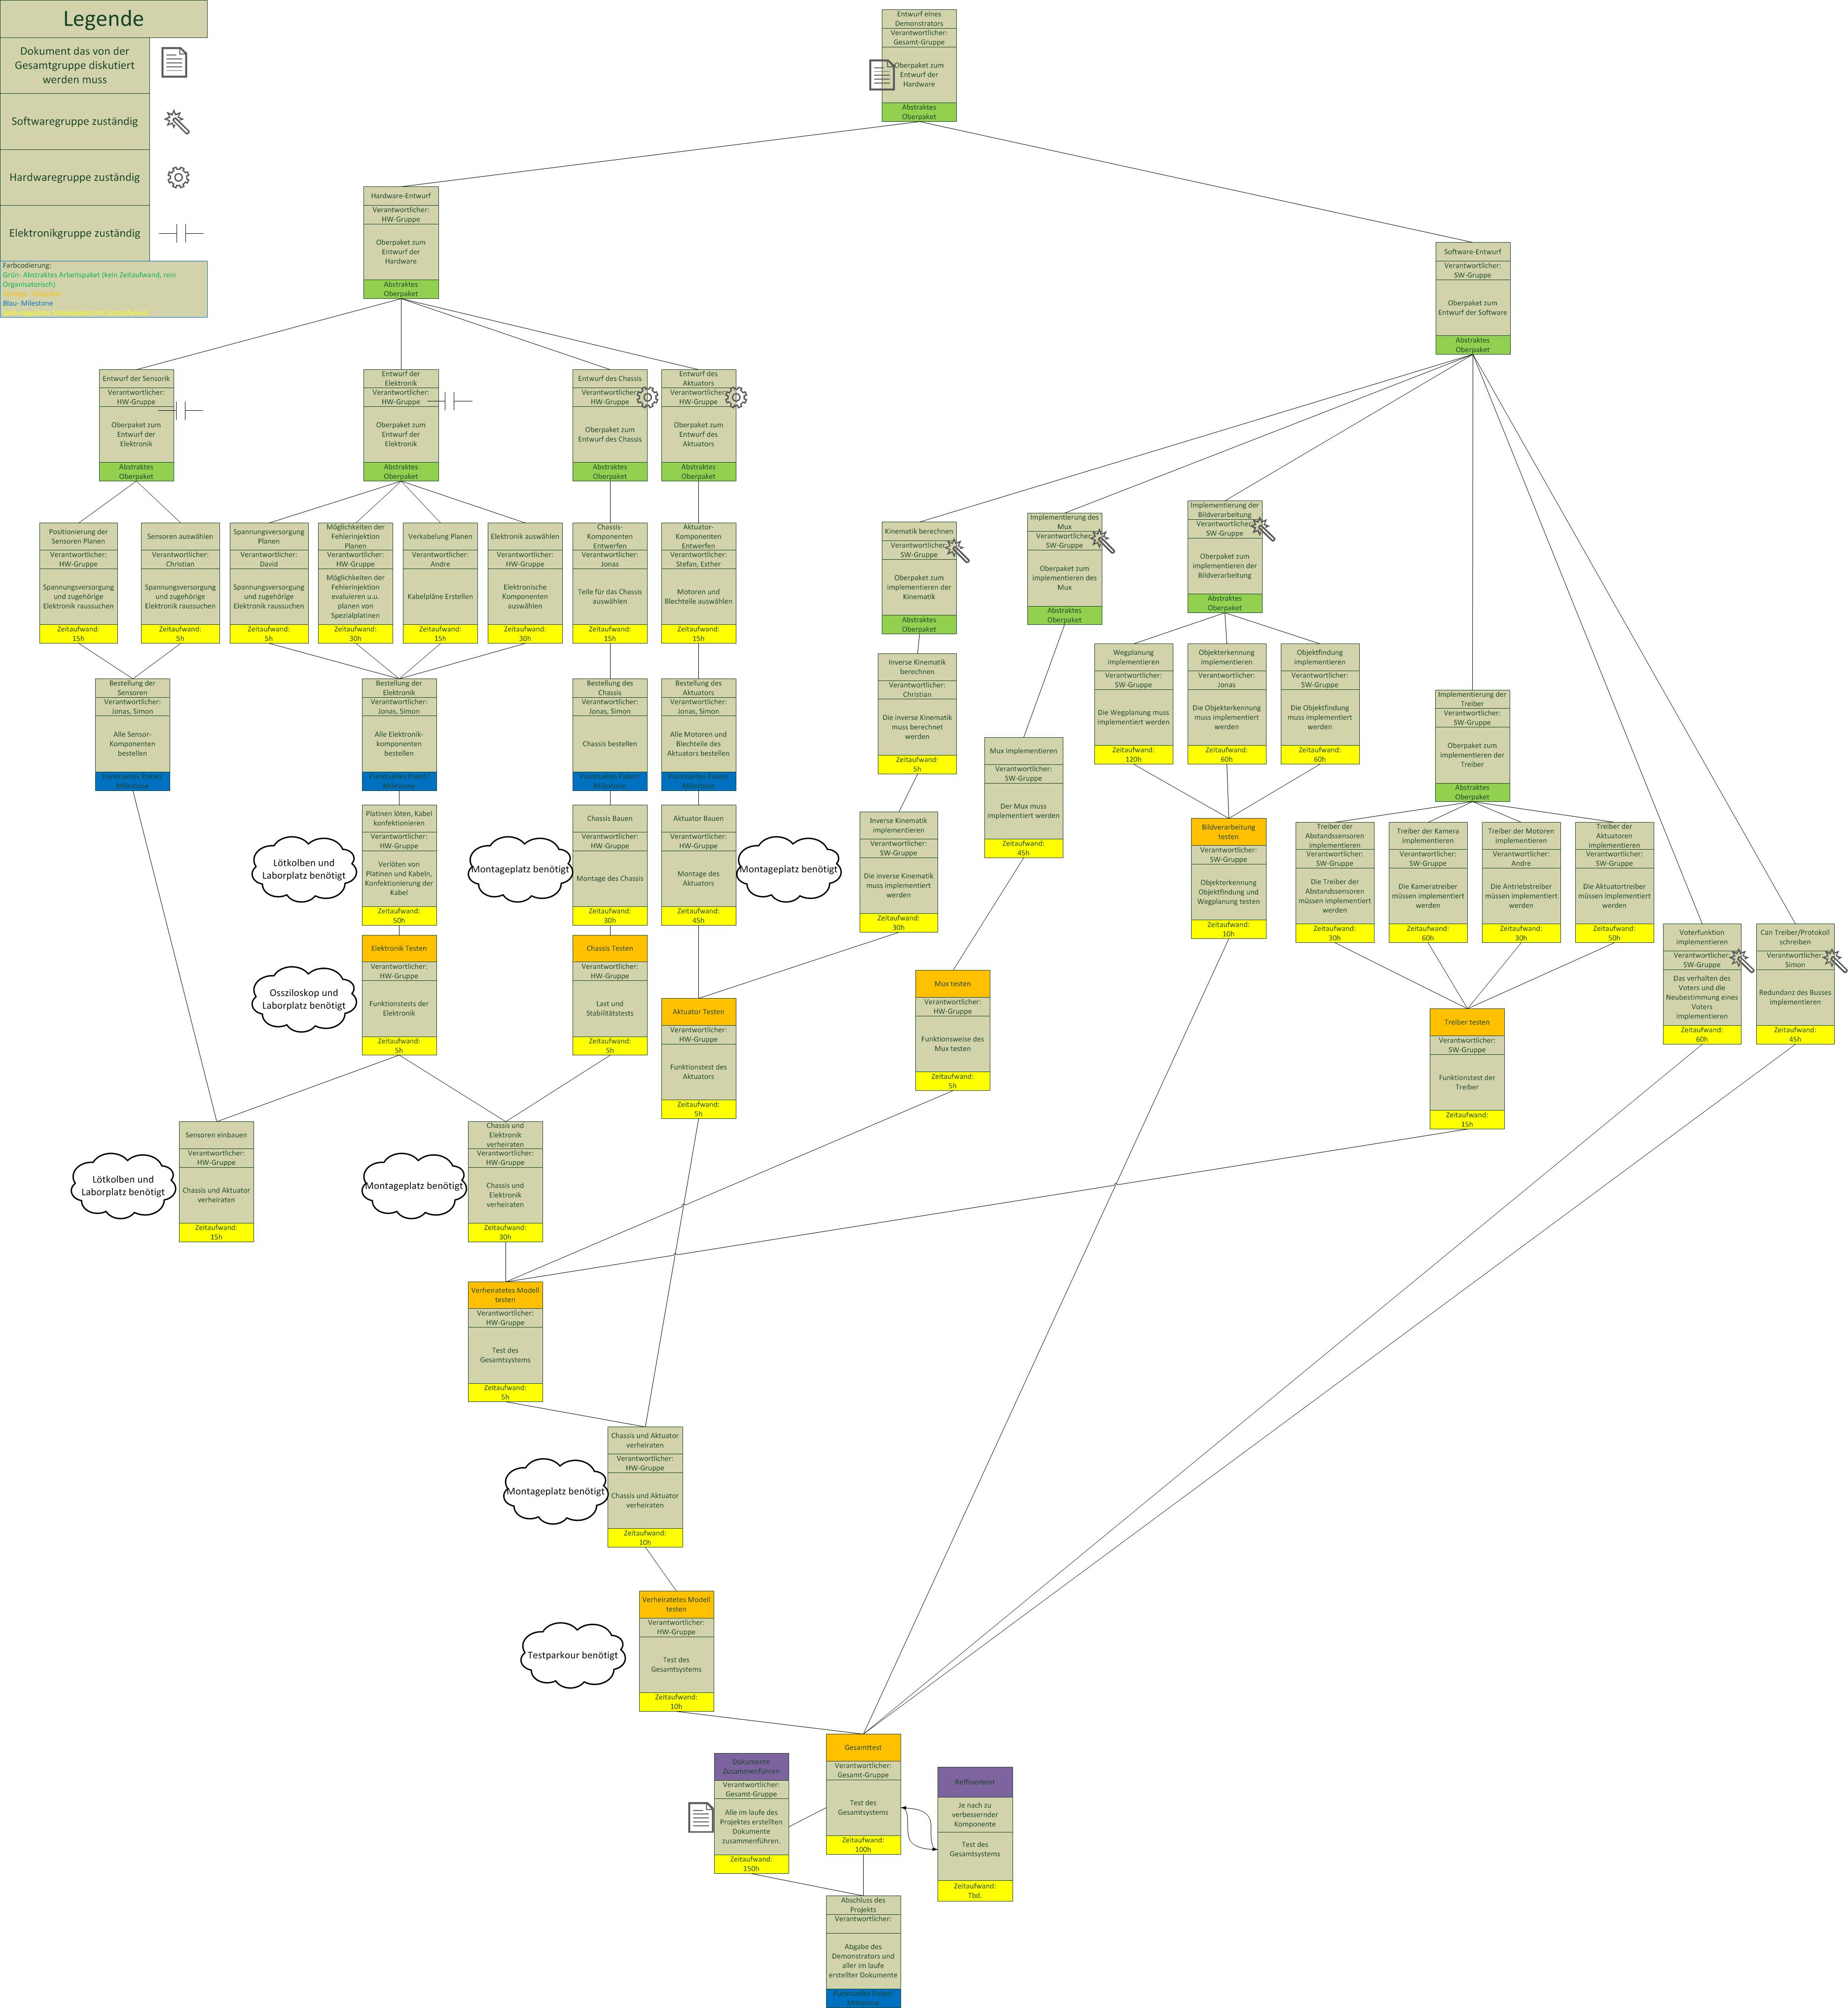 Legende
Dokument das von der
Gesamtgruppe diskutiert
werden muss
Softwaregruppe zuständig
Hardwaregruppe zuständig
Elektronikgruppe zuständig
Farbcodierung:
Grün- Abstraktes Arbeitspaket (kein Zeitaufwand, rein
Organisatorisch)
Blau- Milestone
Entwurf eines
Demonstrators
Verantwortlicher:
Gesamt-Gruppe
Oberpaket zum
Entwurf der
Hardware
Abstraktes
Oberpaket
Hardware-Entwurf
Verantwortlicher:
HW-Gruppe
Oberpaket zum
Entwurf der
Hardware
Abstraktes
Oberpaket
Software-Entwurf
Verantwortlicher:
SW-Gruppe
Oberpaket zum
Entwurf der Software
Abstraktes
Oberpaket
Entwurf der Sensorik
Verantwortlicher:
HW-Gruppe
Oberpaket zum
Entwurf der
Elektronik
Abstraktes
Oberpaket
Entwurf der
Elektronik
Verantwortlicher:
HW-Gruppe
Oberpaket zum
Entwurf der
Elektronik
Abstraktes
Oberpaket
Entwurf des Chassis
Verantwortlicher:
HW-Gruppe
Oberpaket zum
Entwurf des Chassis
Abstraktes
Oberpaket
Entwurf des
Aktuators
Verantwortlicher:
HW-Gruppe
Oberpaket zum
Entwurf des
Aktuators
Abstraktes
Oberpaket
Positionierung der
Sensoren Planen
Verantwortlicher:
HW-Gruppe
Spannungsversorgung
und zugehörige
Elektronik raussuchen
Zeitaufwand:
15h
Sensoren auswählen
Verantwortlicher:
Christian
Spannungsversorgung
und zugehörige
Elektronik raussuchen
Zeitaufwand:
5h
Spannungsversorgung
Planen
Verantwortlicher:
David
Spannungsversorgung
und zugehörige
Elektronik raussuchen
Zeitaufwand:
5h
Möglichkeiten der
Fehlerinjektion
Planen
Verantwortlicher:
HW-Gruppe
Möglichkeiten der
Fehlerinjektion
evaluieren u.u.
planen von
Spezialplatinen
Zeitaufwand:
30h
Verkabelung Planen
Verantwortlicher:
Andre
Kabelpläne Erstellen
Zeitaufwand:
15h
Elektronik auswählen
Verantwortlicher:
HW-Gruppe
Elektronische
Komponenten
auswählen
Zeitaufwand:
30h
Chassis-
Komponenten
Entwerfen
Verantwortlicher:
Jonas
Teile für das Chassis
auswählen
Zeitaufwand:
15h
Aktuator-
Komponenten
Entwerfen
Verantwortlicher:
Stefan, Esther
Motoren und
Blechteile auswählen
Zeitaufwand:
15h
Kinematik berechnen
Verantwortlicher:
SW-Gruppe
Oberpaket zum
implementieren der
Kinematik
Abstraktes
Oberpaket
Implementierung des
Mux
Verantwortlicher:
SW-Gruppe
Oberpaket zum
implementieren des
Mux
Abstraktes
Oberpaket
Implementierung der
Bildverarbeitung
Verantwortlicher:
SW-Gruppe
Oberpaket zum
implementieren der
Bildverarbeitung
Abstraktes
Oberpaket
Wegplanung
implementieren
Verantwortlicher:
SW-Gruppe
Die Wegplanung muss
implementiert werden
Zeitaufwand:
120h
Objekterkennung
implementieren
Verantwortlicher:
Jonas
Die Objekterkennung
muss implementiert
werden
Zeitaufwand:
60h
Objektfindung
implementieren
Verantwortlicher:
SW-Gruppe
Die Objektfindung
muss implementiert
werden
Zeitaufwand:
60h
Inverse Kinematik
berechnen
Verantwortlicher:
Christian
Die inverse Kinematik
muss berechnet
werden
Zeitaufwand:
5h
Bestellung der
Sensoren
Verantwortlicher:
Jonas, Simon
Alle Sensor-
Komponenten
bestellen
Punktuelles Paket/
Milestone
Bestellung der
Elektronik
Verantwortlicher:
Jonas, Simon
Alle Elektronik-
komponenten
bestellen
Punktuelles Paket/
Milestone
Bestellung des
Chassis
Verantwortlicher:
Jonas, Simon
Chassis bestellen
Punktuelles Paket/
Milestone
Bestellung des
Aktuators
Verantwortlicher:
Jonas, Simon
Alle Motoren und
Blechteile des
Aktuators bestellen
Punktuelles Paket/
Milestone
Implementierung der
Treiber
Verantwortlicher:
SW-Gruppe
Oberpaket zum
implementieren der
Treiber
Abstraktes
Oberpaket
Mux implementieren
Verantwortlicher:
SW-Gruppe
Der Mux muss
implementiert werden
Zeitaufwand:
45h
Lötkolben und
Laborplatz benötigt
Platinen löten, Kabel
konfektionieren
Verantwortlicher:
HW-Gruppe
Verlöten von
Platinen und Kabeln,
Konfektionierung der
Kabel
Zeitaufwand:
50h
Montageplatz benötigt
Chassis Bauen
Verantwortlicher:
HW-Gruppe
Montage des Chassis
Zeitaufwand:
30h
Aktuator Bauen
Verantwortlicher:
HW-Gruppe
Montage des
Aktuators
Zeitaufwand:
45h
Montageplatz benötigt
Inverse Kinematik
implementieren
Verantwortlicher:
SW-Gruppe
Die inverse Kinematik
muss implementiert
werden
Zeitaufwand:
30h
Bildverarbeitung
testen
Verantwortlicher:
SW-Gruppe
Objekterkennung
Objektfindung und
Wegplanung testen
Zeitaufwand:
10h
Treiber der
Abstandssensoren
implementieren
Verantwortlicher:
SW-Gruppe
Die Treiber der
Abstandssensoren
müssen implementiert
werden
Zeitaufwand:
30h
Treiber der Kamera
implementieren
Verantwortlicher:
SW-Gruppe
Die Kameratreiber
müssen implementiert
werden
Zeitaufwand:
60h
Treiber der Motoren
implementieren
Verantwortlicher:
Andre
Die Antriebstreiber
müssen implementiert
werden
Zeitaufwand:
30h
Treiber der
Aktuatoren
implementieren
Verantwortlicher:
SW-Gruppe
Die Aktuatortreiber
müssen implementiert
werden
Zeitaufwand:
50h
Voterfunktion
implementieren
Verantwortlicher:
SW-Gruppe
Das verhalten des
Voters und die
Neubestimmung eines
Voters
implementieren
Zeitaufwand:
60h
Can Treiber/Protokoll
schreiben
Verantwortlicher:
Simon
Redundanz des Busses
implementieren
Zeitaufwand:
45h
Ossziloskop und
Laborplatz benötigt
Elektronik Testen
Verantwortlicher:
HW-Gruppe
Funktionstests der
Elektronik
Zeitaufwand:
5h
Chassis Testen
Verantwortlicher:
HW-Gruppe
Last und
Stabilitätstests
Zeitaufwand:
5h
Aktuator Testen
Verantwortlicher:
HW-Gruppe
Funktionstest des
Aktuators
Zeitaufwand:
5h
Mux testen
Verantwortlicher:
HW-Gruppe
Funktionsweise des
Mux testen
Zeitaufwand:
5h
Treiber testen
Verantwortlicher:
SW-Gruppe
Funktionstest der
Treiber
Zeitaufwand:
15h
Lötkolben und
Laborplatz benötigt
Sensoren einbauen
Verantwortlicher:
HW-Gruppe
Chassis und Aktuator
verheiraten
Zeitaufwand:
15h
Montageplatz benötigt
Chassis und
Elektronik
verheiraten
Verantwortlicher:
HW-Gruppe
Chassis und
Elektronik
verheiraten
Zeitaufwand:
30h
Verheiratetes Modell
testen
Verantwortlicher:
HW-Gruppe
Test des
Gesamtsystems
Zeitaufwand:
5h
Montageplatz benötigt
Chassis und Aktuator
verheiraten
Verantwortlicher:
HW-Gruppe
Chassis und Aktuator
verheiraten
Zeitaufwand:
10h
Testparkour benötigt
Verheiratetes Modell
testen
Verantwortlicher:
HW-Gruppe
Test des
Gesamtsystems
Zeitaufwand:
10h
Dokumente
Zusammenführen
Verantwortlicher:
Gesamt-Gruppe
Alle im laufe des
Projektes erstellten
Dokumente
zusammenführen.
Zeitaufwand:
150h
Gesamttest
Verantwortlicher:
Gesamt-Gruppe
Test des
Gesamtsystems
Zeitaufwand:
100h
Reffinement
Je nach zu
verbessernder
Komponente
Test des
Gesamtsystems
Zeitaufwand:
Tbd.
Abschluss des
Projekts
Verantwortlicher:
Abgabe des
Demonstrators und
aller im laufe
erstellter Dokumente
Punktuelles Paket/
Milestone